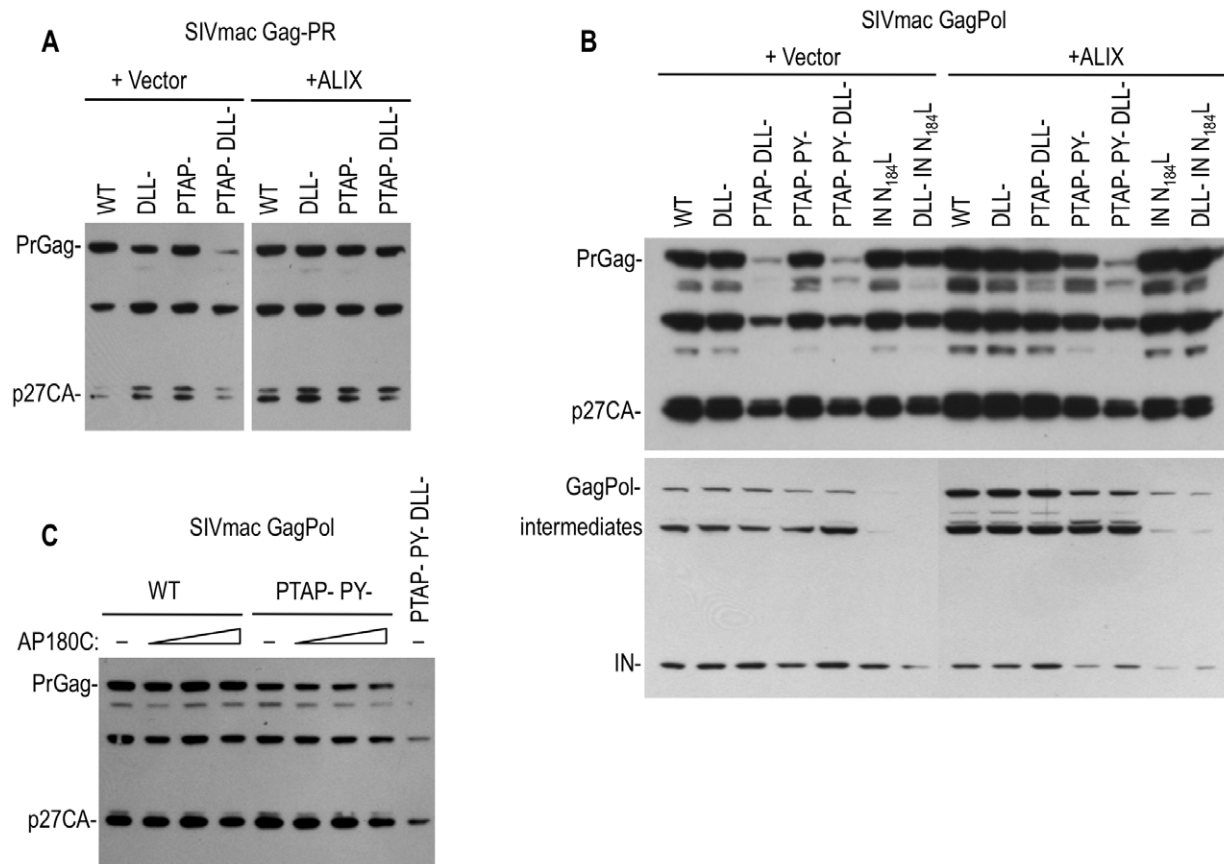 A
SIVmac Gag-PR
+ Vector
+ALIX
WT
DLL-
PTAP-
PTAP- DLL-
WT
DLL-
PTAP-
PTAP- DLL-
PrGag-
p27CA-
B
SIVmac GagPol
+ Vector
+ALIX
WT
DLL-
PTAP- DLL-
PTAP- PY-
PTAP- PY- DLL-
IN N184L
DLL- IN N184L
WT
DLL-
PTAP- DLL-
PTAP- PY-
PTAP- PY- DLL-
IN N184L
DLL- IN N184L
PrGag-
p27CA-
GagPol-
intermediates
IN-
C
SIVmac GagPol
WT
PTAP- PY-
PTAP- PY- DLL-
AP180C:
–
–
–
PrGag-
p27CA-